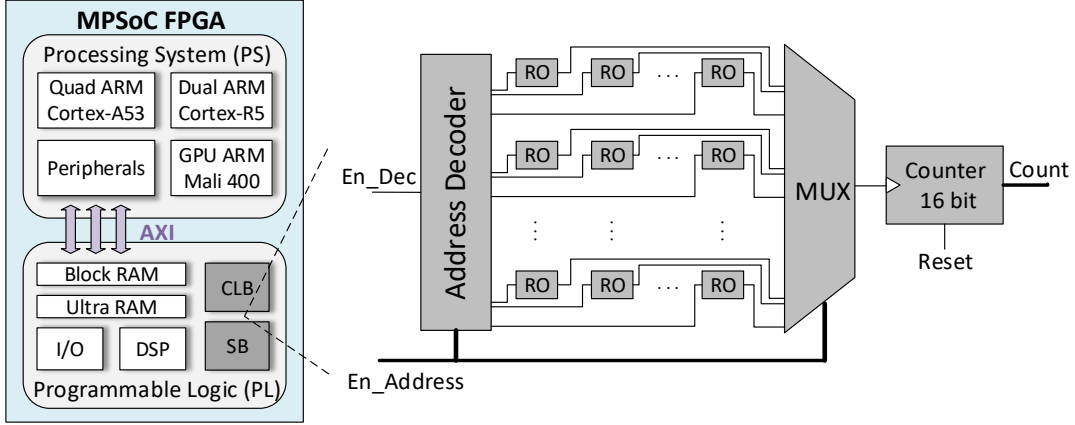 MPSoC FPGA
Processing System (PS)
Quad ARM
Cortex-A53
Dual ARM
Cortex-R5
Peripherals
GPU ARM
Mali 400
AXI
Block RAM
Ultra RAM
CLB
I/O
DSP
SB
Programmable Logic (PL)
En_Dec
Address Decoder
RO
RO
...
RO
RO
RO
...
RO
RO
RO
...
RO
En_Address
MUX
Counter
16 bit
Count
Reset